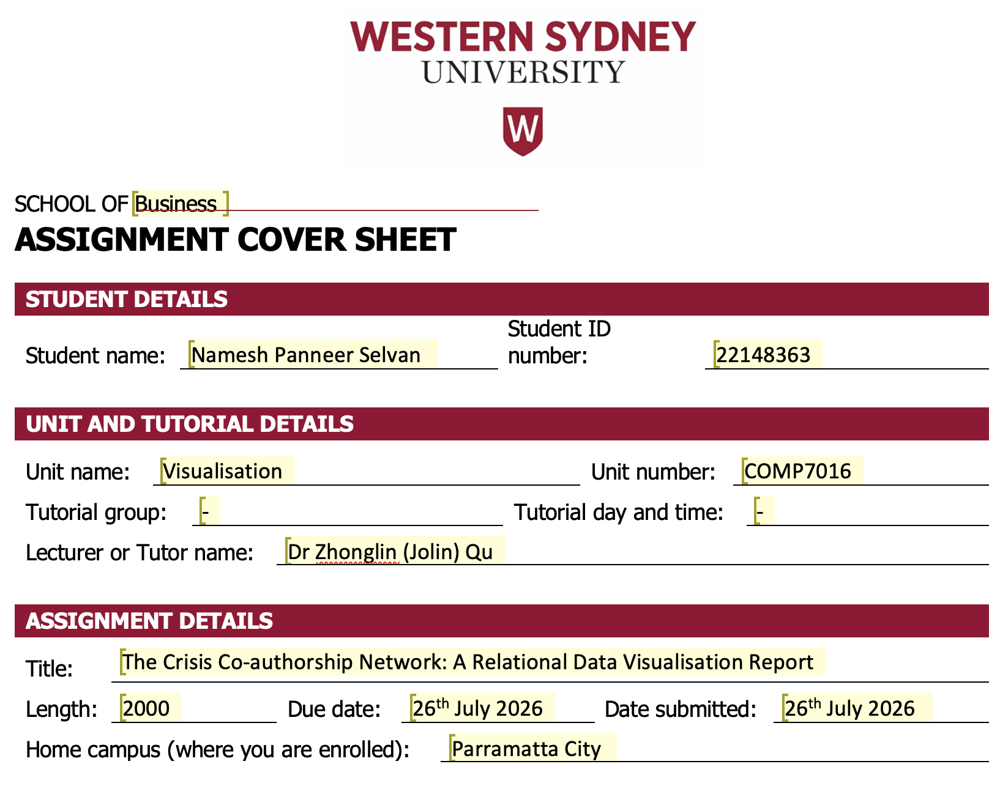 WESTERN SYDNEY
UNIVERSITY
W
SCHOOL OF Business
ASSIGNMENT COVER SHEET
STUDENT DETAILS
Student name: Namesh Panneer Selvan Student ID number: 22148363
UNIT AND TUTORIAL DETAILS
Unit name: Visualisation Unit number: COMP7016
Tutorial group: - Tutorial day and time: -
Lecturer or Tutor name: Dr Zhonglin (Jolin) Qu
ASSIGNMENT DETAILS
Title: The Crisis Co-authorship Network: A Relational Data Visualisation Report
Length: 2000 Due date: 26th July 2026 Date submitted: 26th July 2026
Home campus (where you are enrolled): Parramatta City